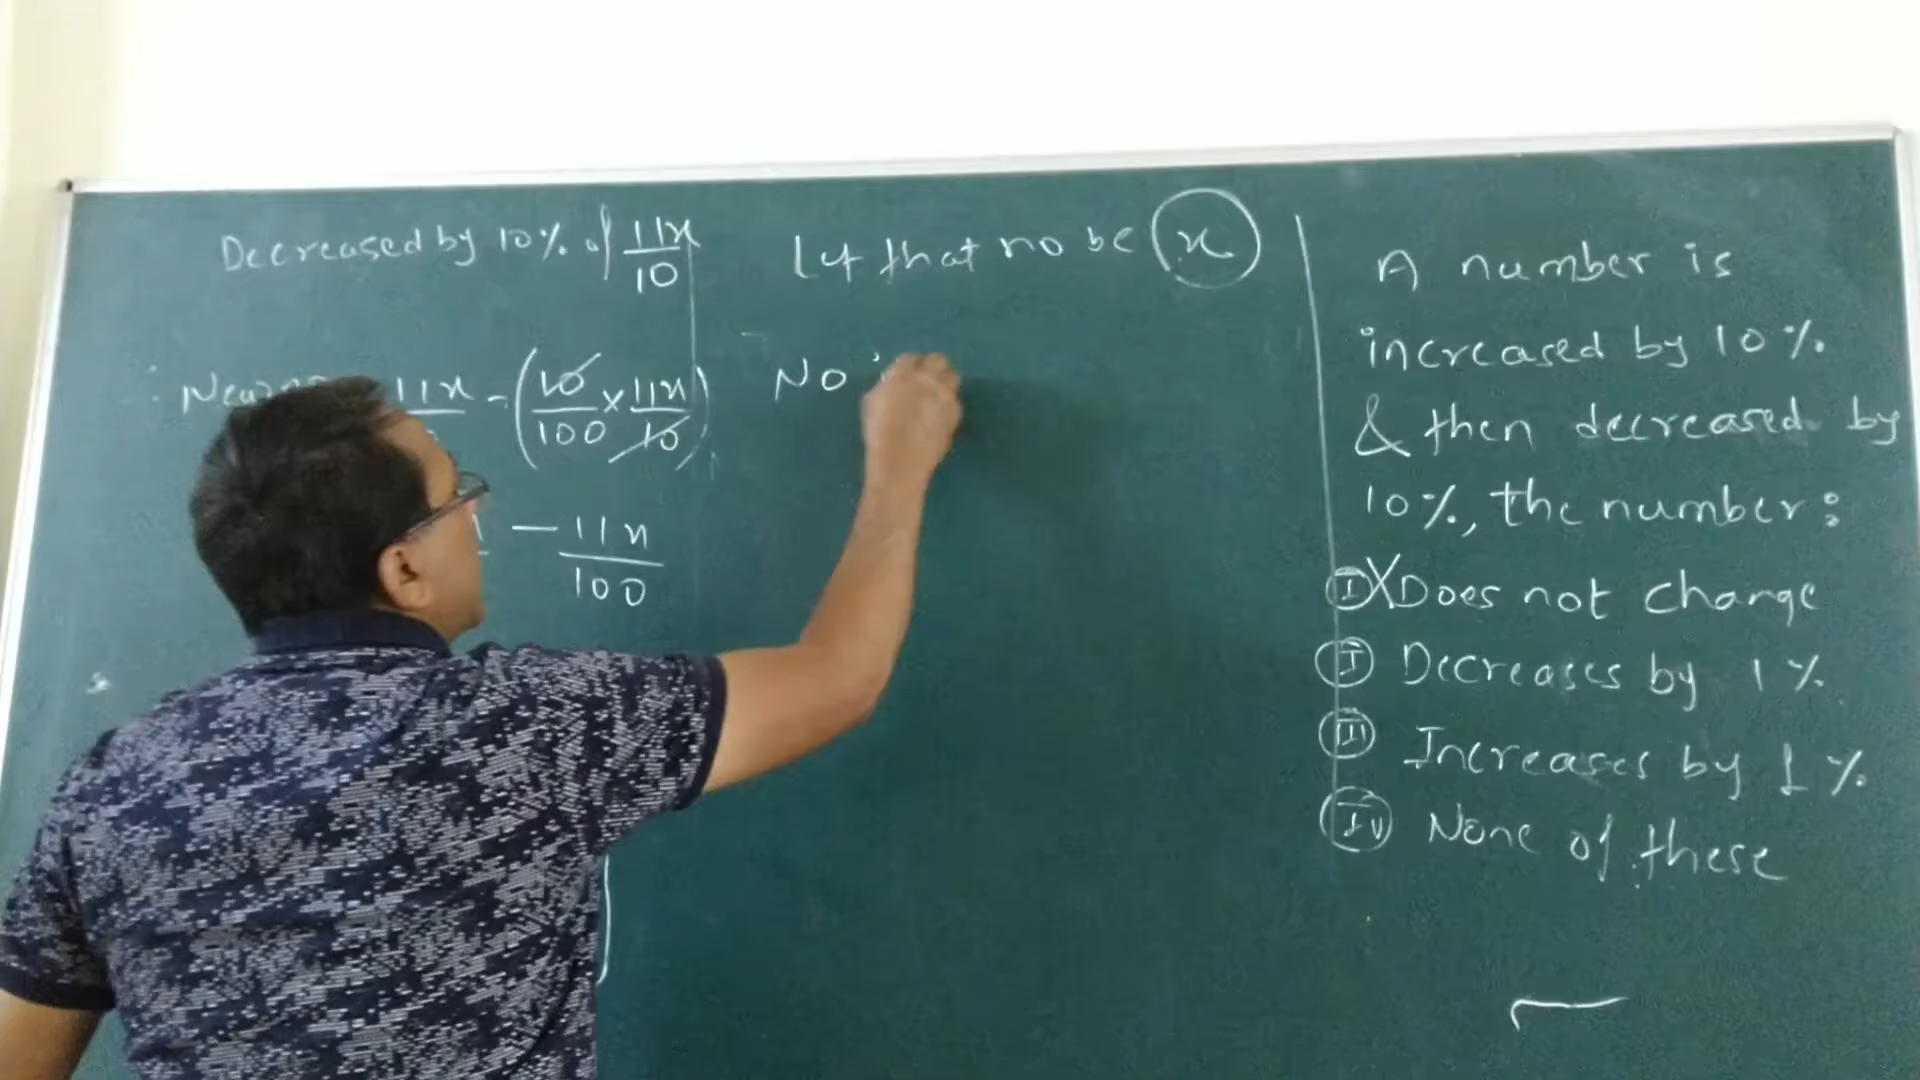 Decreased by 10% of 11x/10
11x - (10/100 × 11x/10)
- 11x/100
Let that no be x
No
A number is
increased by 10%
& then decreased by
10%, the number:
I X Does not change
II Decreases by 1%
III Increases by 1%
IV None of these